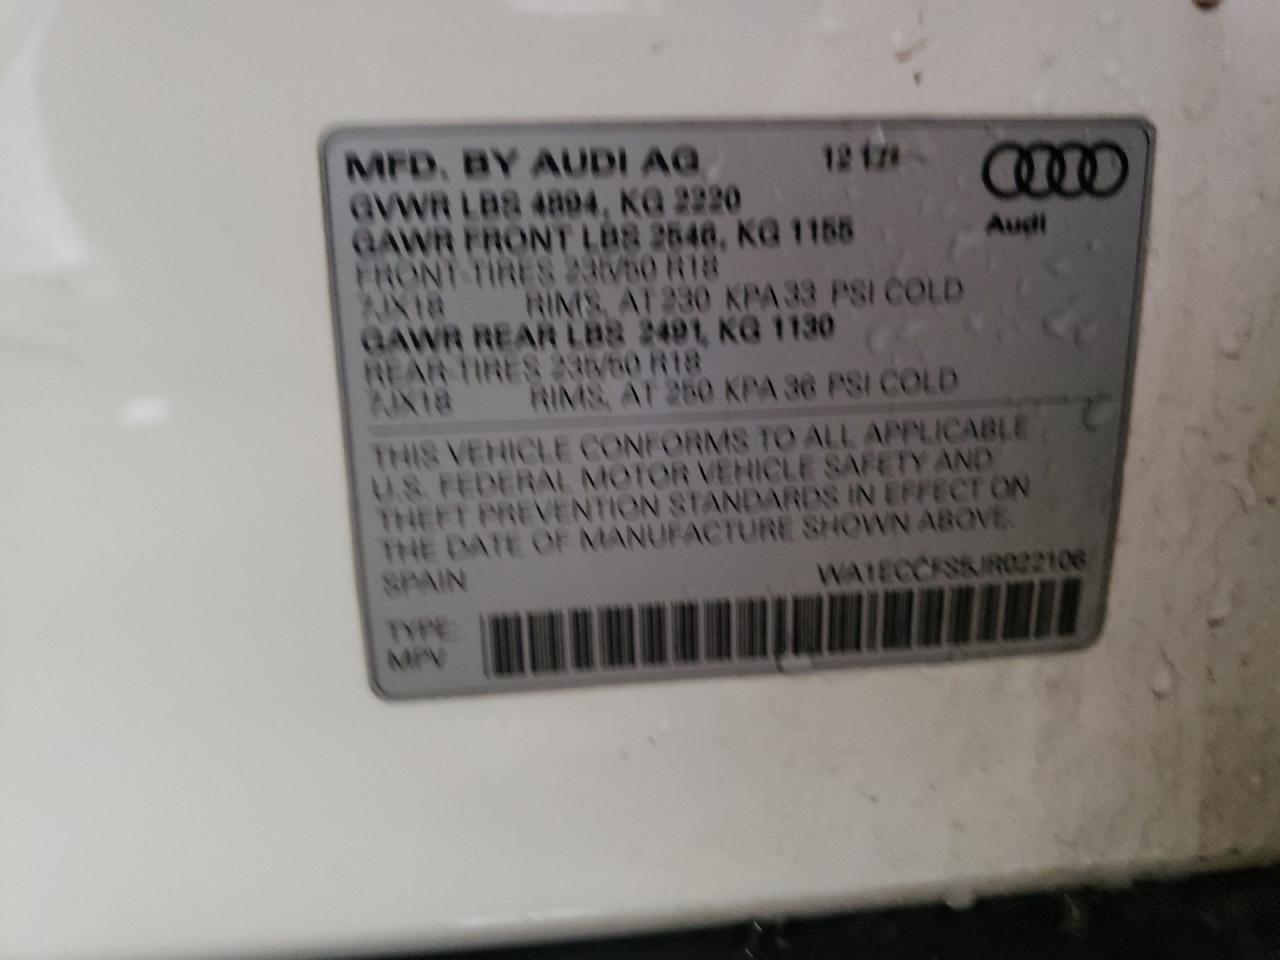 MFD. BY AUDI AG
Audi
GVWR LBS 4894, KG 2220
GAWR FRONT LBS 2546, KG 1155
FRONT-TIRES 235/50 R18
7JX18 RIMS, AT 230 KPA 33 PSI COLD
GAWR REAR LBS 2491, KG 1130
REAR-TIRES 235/50 R18
7JX18 RIMS, AT 250 KPA 36 PSI COLD
THIS VEHICLE CONFORMS TO ALL APPLICABLE
U.S. FEDERAL MOTOR VEHICLE SAFETY AND
THEFT PREVENTION STANDARDS IN EFFECT ON
THE DATE OF MANUFACTURE SHOWN ABOVE.
SPAIN WA1ECCFS5JR022106
TYPE:
MPV